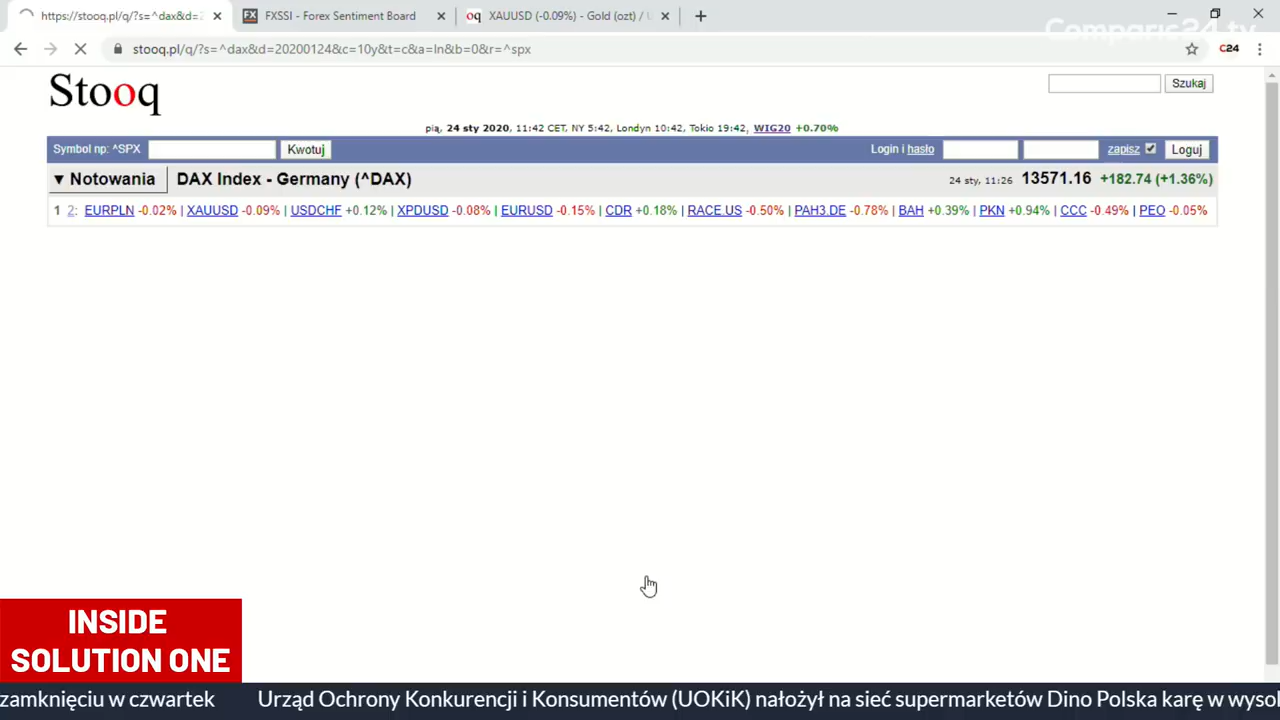 https://stooq.pl/q/?s=^dax&d=2
FXSSI - Forex Sentiment Board
oq XAUUSD (-0.09%) - Gold (ozt) / U
Comparic24.tv
stooq.pl/q/?s=^dax&d=20200124&c=10y&t=c&a=ln&b=0&r=^spx
C24
Stooq
Szukaj
pią, 24 sty 2020, 11:42 CET, NY 5:42, Londyn 10:42, Tokio 19:42, WIG20 +0.70%
Symbol np: ^SPX Kwotuj Login i hasło zapisz Loguj
▼ Notowania DAX Index - Germany (^DAX) 24 sty, 11:26 13571.16 +182.74 (+1.36%)
1 2: EURPLN -0.02% | XAUUSD -0.09% | USDCHF +0.12% | XPDUSD -0.08% | EURUSD -0.15% | CDR +0.18% | RACE.US -0.50% | PAH3.DE -0.78% | BAH +0.39% | PKN +0.94% | CCC -0.49% | PEO -0.05%
INSIDE
SOLUTION ONE
zamknięciu w czwartek Urząd Ochrony Konkurencji i Konsumentów (UOKiK) nałożył na sieć supermarketów Dino Polska karę w wyso